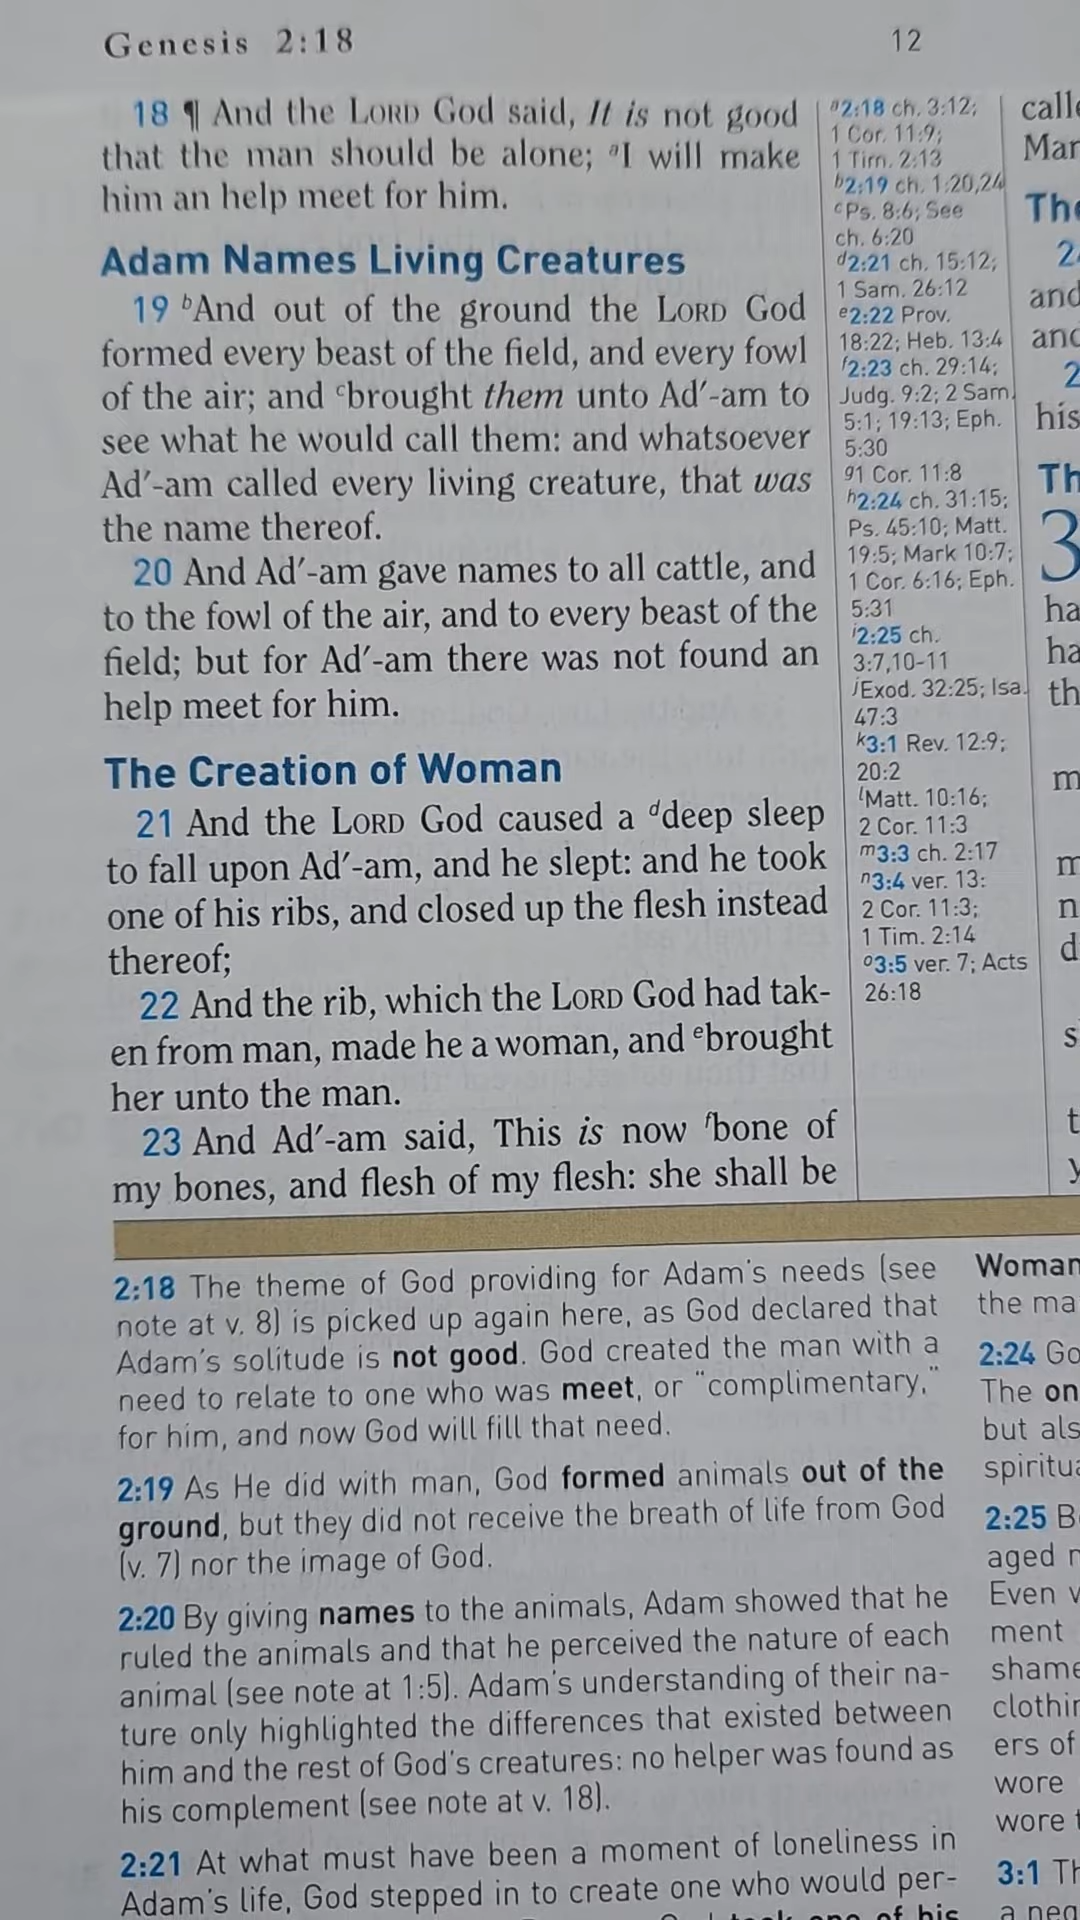 Genesis 2:18
12
18 ¶ And the LORD God said, It is not good
that the man should be alone; aI will make
him an help meet for him.
Adam Names Living Creatures
19 bAnd out of the ground the LORD God
formed every beast of the field, and every fowl
of the air; and cbrought them unto Ad′-am to
see what he would call them: and whatsoever
Ad′-am called every living creature, that was
the name thereof.
20 And Ad′-am gave names to all cattle, and
to the fowl of the air, and to every beast of the
field; but for Ad′-am there was not found an
help meet for him.
The Creation of Woman
21 And the LORD God caused a ddeep sleep
to fall upon Ad′-am, and he slept: and he took
one of his ribs, and closed up the flesh instead
thereof;
22 And the rib, which the LORD God had tak-
en from man, made he a woman, and ebrought
her unto the man.
23 And Ad′-am said, This is now fbone of
my bones, and flesh of my flesh: she shall be
a2:18 ch. 3:12;
1 Cor. 11:9;
1 Tim. 2:13
b2:19 ch. 1:20,24
cPs. 8:6; See
ch. 6:20
d2:21 ch. 15:12;
1 Sam. 26:12
e2:22 Prov.
18:22; Heb. 13:4
f2:23 ch. 29:14;
Judg. 9:2; 2 Sam.
5:1; 19:13; Eph.
5:30
g1 Cor. 11:8
h2:24 ch. 31:15;
Ps. 45:10; Matt.
19:5; Mark 10:7;
1 Cor. 6:16; Eph.
5:31
i2:25 ch.
3:7,10-11
jExod. 32:25; Isa.
47:3
k3:1 Rev. 12:9;
20:2
lMatt. 10:16;
2 Cor. 11:3
m3:3 ch. 2:17
n3:4 ver. 13:
2 Cor. 11:3;
1 Tim. 2:14
o3:5 ver. 7; Acts
26:18
and
his
3
2:18 The theme of God providing for Adam's needs (see
note at v. 8) is picked up again here, as God declared that
Adam's solitude is not good. God created the man with a
need to relate to one who was meet, or "complimentary,"
for him, and now God will fill that need.
2:19 As He did with man, God formed animals out of the
ground, but they did not receive the breath of life from God
(v. 7) nor the image of God.
2:20 By giving names to the animals, Adam showed that he
ruled the animals and that he perceived the nature of each
animal (see note at 1:5). Adam's understanding of their na-
ture only highlighted the differences that existed between
him and the rest of God's creatures: no helper was found as
his complement (see note at v. 18).
2:21 At what must have been a moment of loneliness in
Adam's life, God stepped in to create one who would per-
one of his
Woman
the
2:24
The
but
2:25
aged
Even
ment
ers of
wore
wore
3:1
a